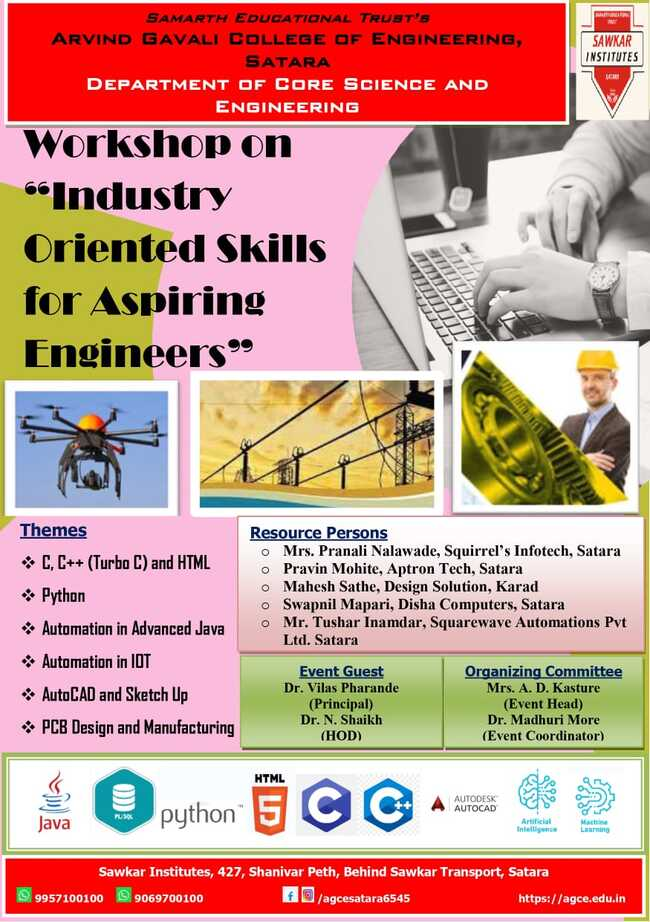 Samarth Educational Trust's
Arvind Gavali College of Engineering,
Satara
Department of Core Science and
Engineering
SAWKAR
INSTITUTES
SATARA
Workshop on
“Industry
Oriented Skills
for Aspiring
Engineers”
Themes
❖ C, C++ (Turbo C) and HTML
❖ Python
❖ Automation in Advanced Java
❖ Automation in IOT
❖ AutoCAD and Sketch Up
❖ PCB Design and Manufacturing
Resource Persons
o Mrs. Pranali Nalawade, Squirrel’s Infotech, Satara
o Pravin Mohite, Aptron Tech, Satara
o Mahesh Sathe, Design Solution, Karad
o Swapnil Mapari, Disha Computers, Satara
o Mr. Tushar Inamdar, Squarewave Automations Pvt
Ltd. Satara
Event Guest
Dr. Vilas Pharande
(Principal)
Dr. N. Shaikh
(HOD)
Organizing Committee
Mrs. A. D. Kasture
(Event Head)
Dr. Madhuri More
(Event Coordinator)
Java
PL/SQL
python™
HTML
5
C
C++
AUTODESK®
AUTOCAD®
Artificial
Intelligence
Machine
Learning
Sawkar Institutes, 427, Shanivar Peth, Behind Sawkar Transport, Satara
9957100100 9069700100 /agcesatara6545 https://agce.edu.in